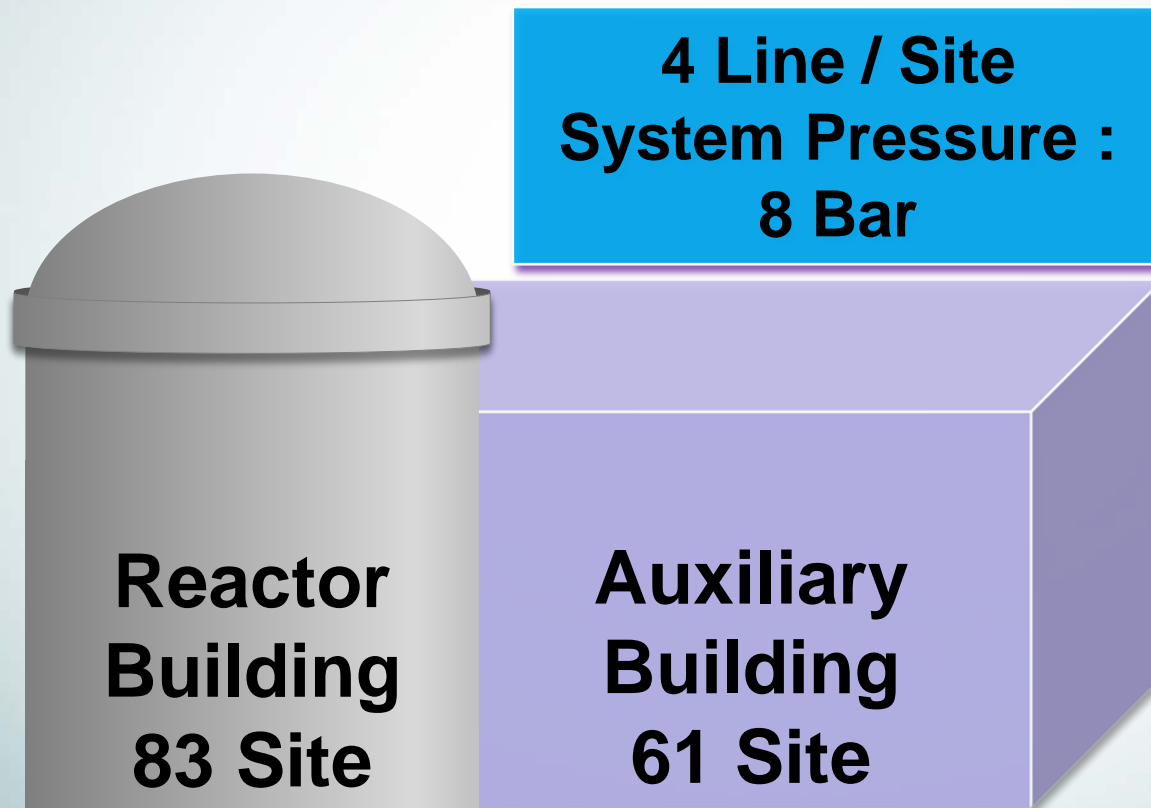 4 Line / Site
System Pressure :
8 Bar
Reactor
Building
83 Site
Auxiliary
Building
61 Site